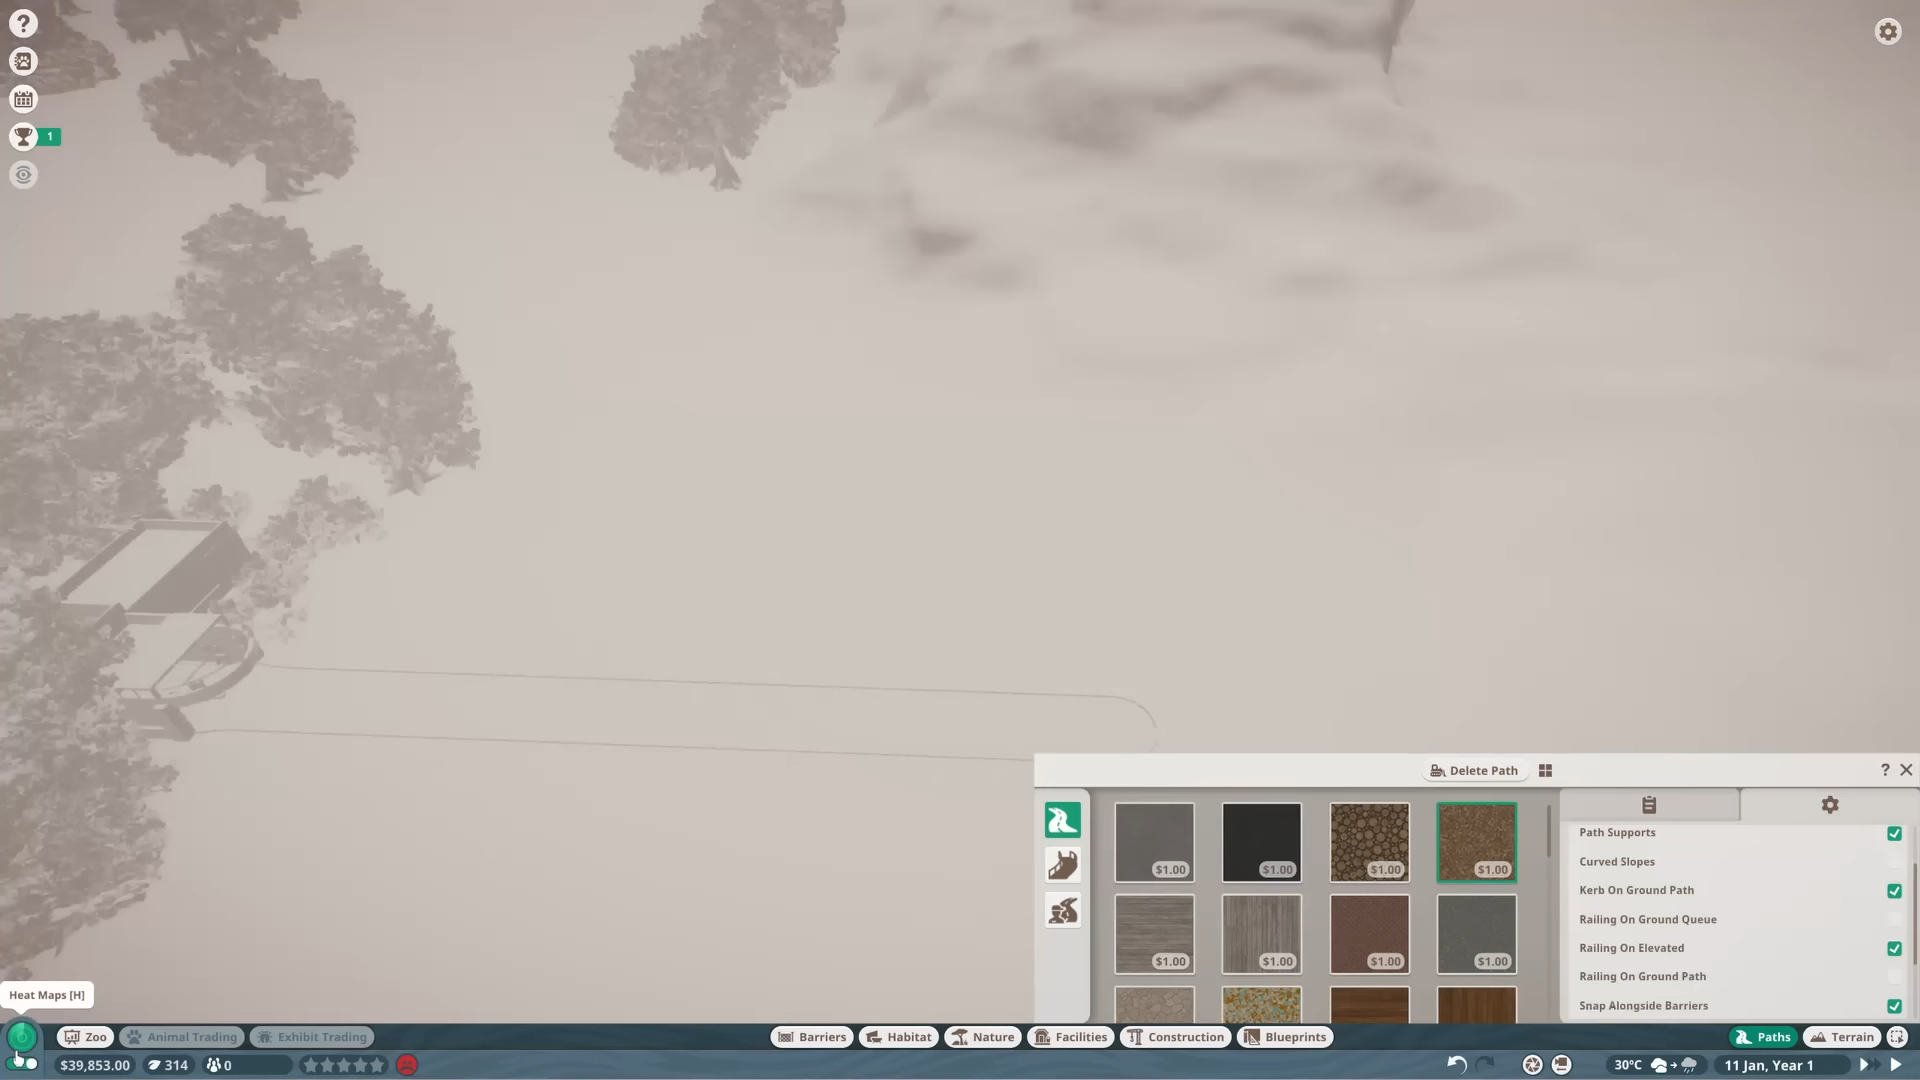 ?
1
Delete Path
?
$1.00
$1.00
$1.00
$1.00
$1.00
$1.00
$1.00
$1.00
Path Supports
Curved Slopes
Kerb On Ground Path
Railing On Ground Queue
Railing On Elevated
Railing On Ground Path
Snap Alongside Barriers
Heat Maps [H]
Zoo
Animal Trading
Exhibit Trading
Barriers
Habitat
Nature
Facilities
Construction
Blueprints
Paths
Terrain
$39,853.00
314
0
30°C
11 Jan, Year 1